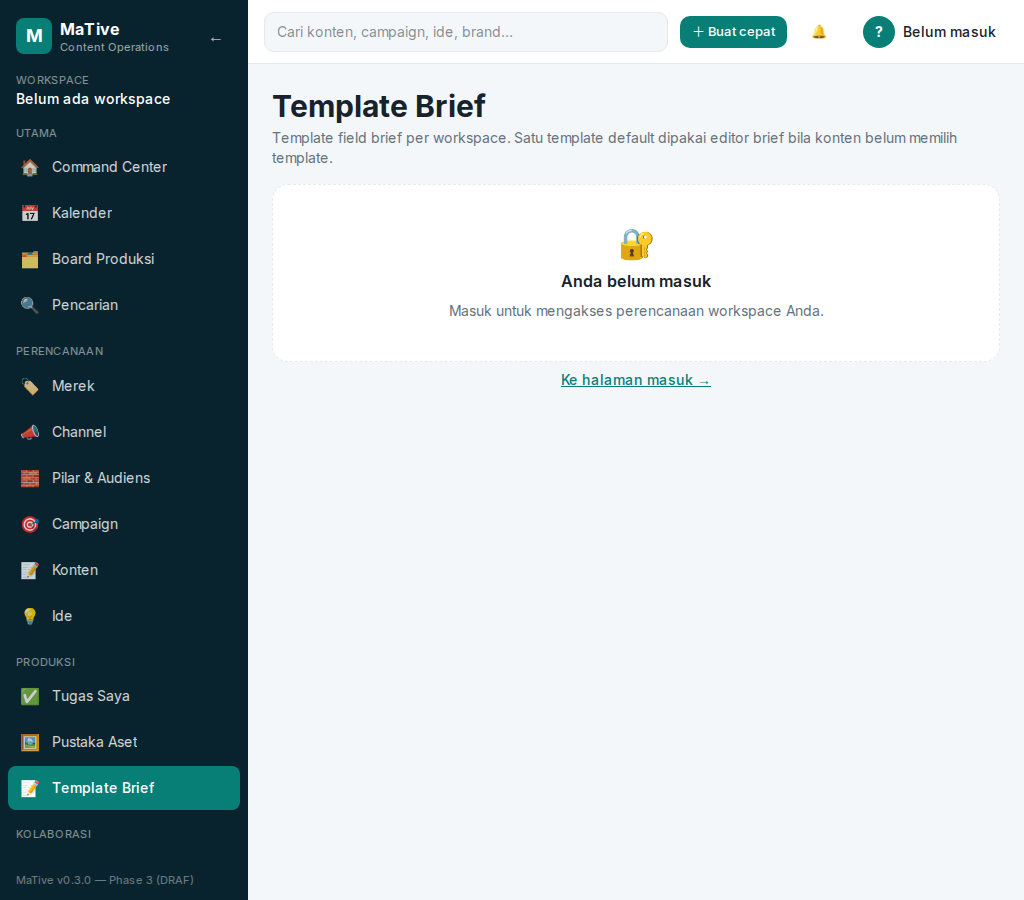 M
MaTive
Content Operations
←
WORKSPACE
Belum ada workspace
UTAMA
Command Center
Kalender
Board Produksi
Pencarian
PERENCANAAN
Merek
Channel
Pilar & Audiens
Campaign
Konten
Ide
PRODUKSI
Tugas Saya
Pustaka Aset
Template Brief
KOLABORASI
MaTive v0.3.0 — Phase 3 (DRAF)
Cari konten, campaign, ide, brand...
+ Buat cepat
?
Belum masuk
Template Brief
Template field brief per workspace. Satu template default dipakai editor brief bila konten belum memilih
template.
Anda belum masuk
Masuk untuk mengakses perencanaan workspace Anda.
Ke halaman masuk →